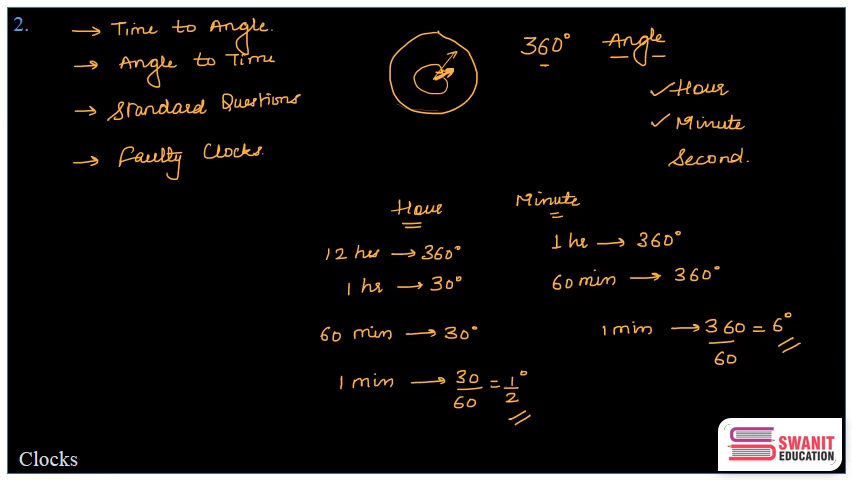 2.
→ Time to Angle.
→ Angle to Time
→ Standard Questions
→ Faulty Clocks.
360° Angle
✓ Hour
✓ Minute
Second.
Hour
12 hrs → 360°
1 hr → 30°
60 min → 30°
1 min → 30/60 = 1/2°
Minute
1 hr → 360°
60 min → 360°
1 min → 360/60 = 6°
Clocks
SWANIT
EDUCATION